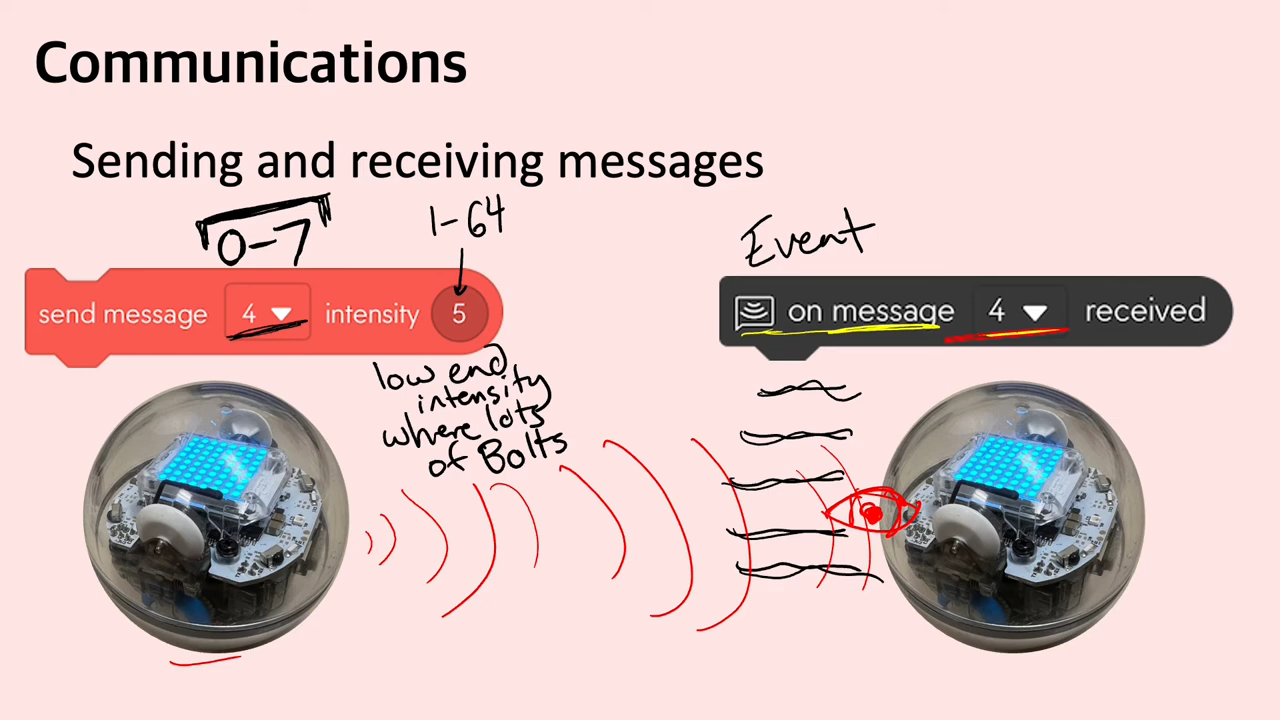 Communications
Sending and receiving messages
0-7
1-64
Event
send message 4 intensity 5
on message 4 received
low end
intensity
where lots
of Bolts